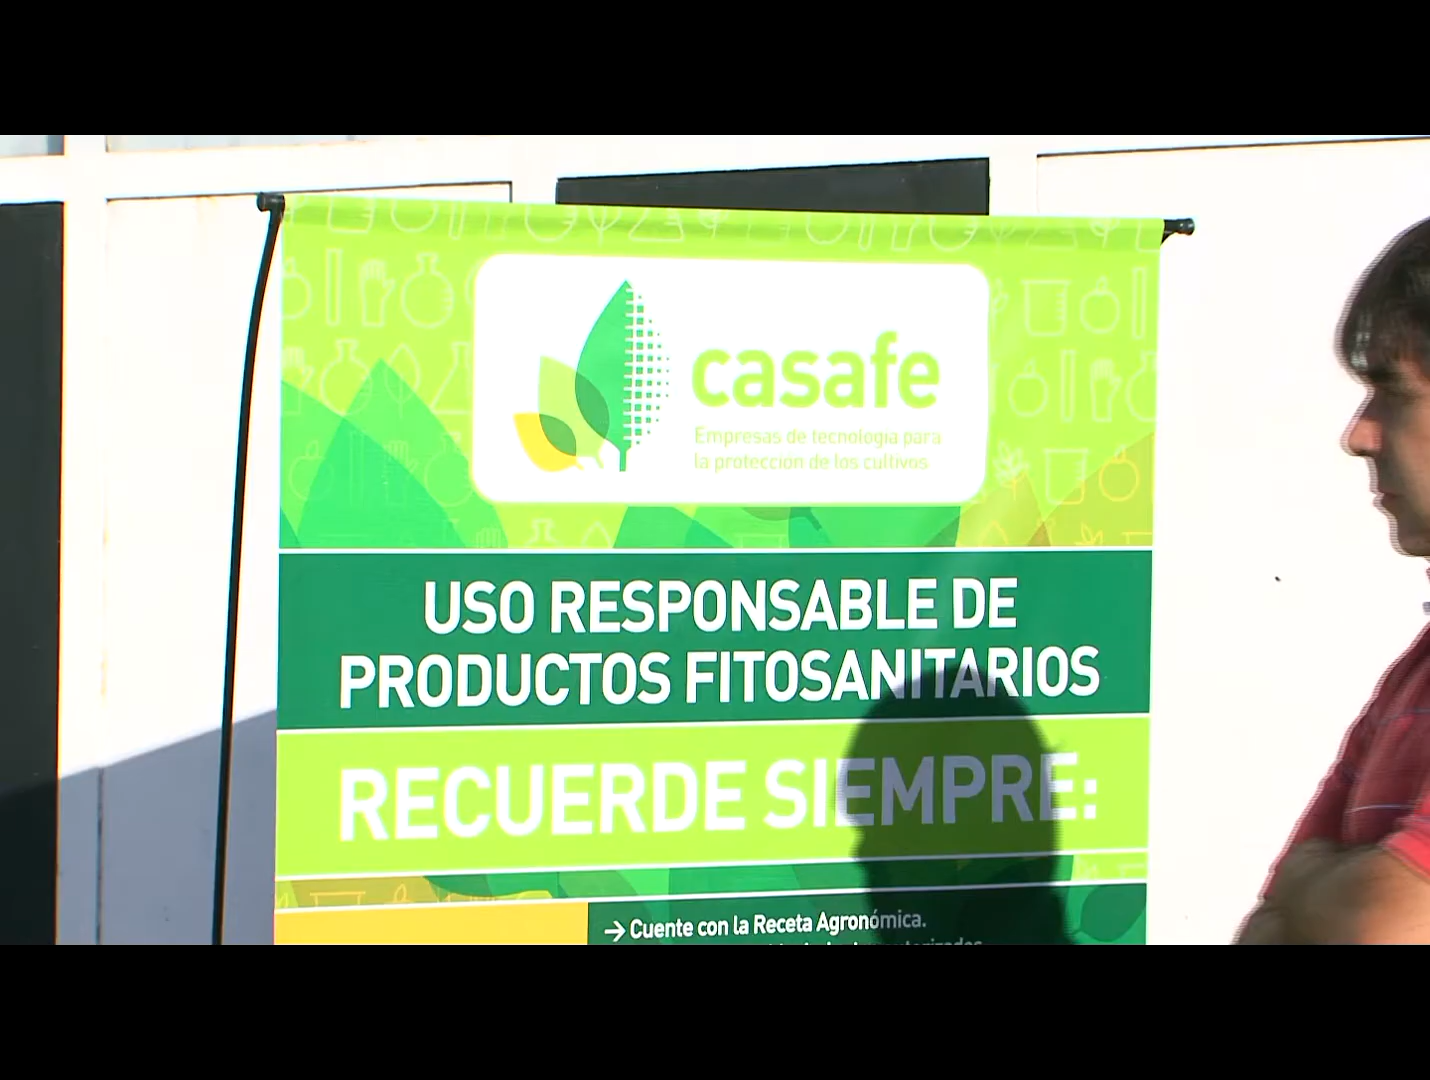 casafe
Empresas de tecnología para
la protección de los cultivos
USO RESPONSABLE DE
PRODUCTOS FITOSANITARIOS
RECUERDE SIEMPRE:
→ Cuente con la Receta Agronómica.